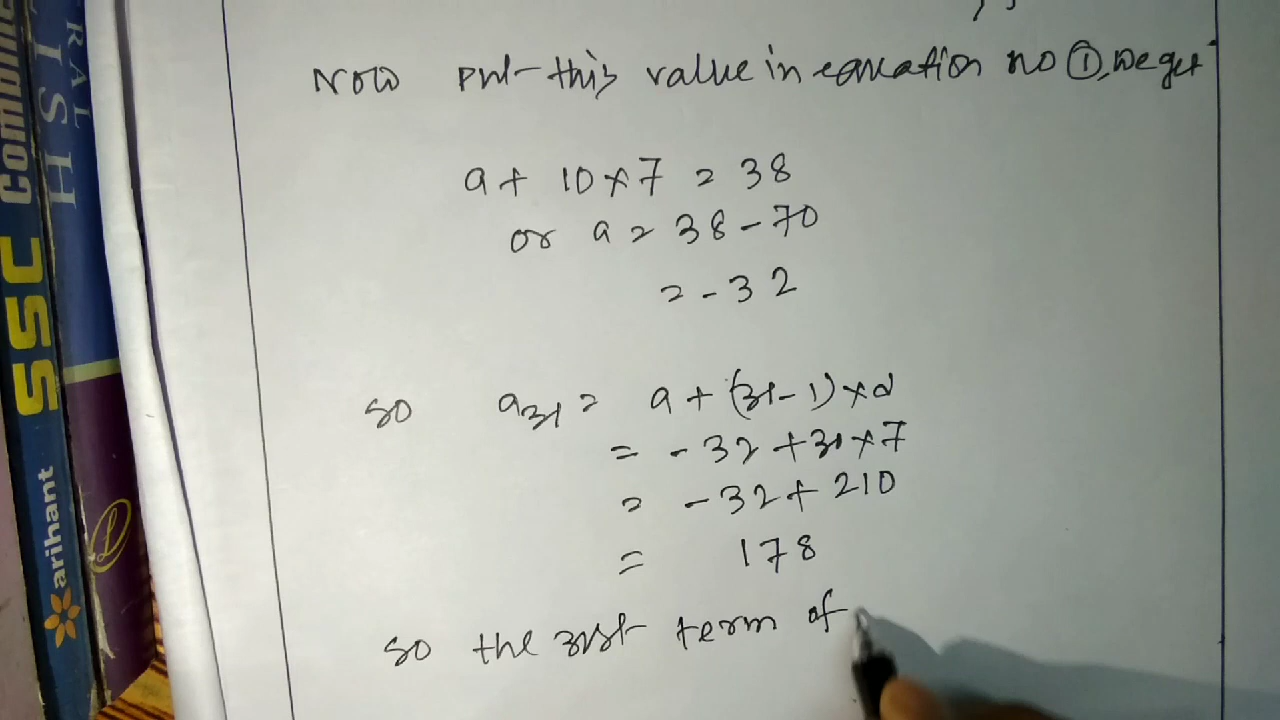 Now put this value in equation no ①, we get
a + 10 × 7 = 38
or a = 38 - 70
= - 32
so a31 = a + (31 - 1) × d
= - 32 + 30 × 7
= - 32 + 210
= 178
so the 31st term of
SSC
arihant